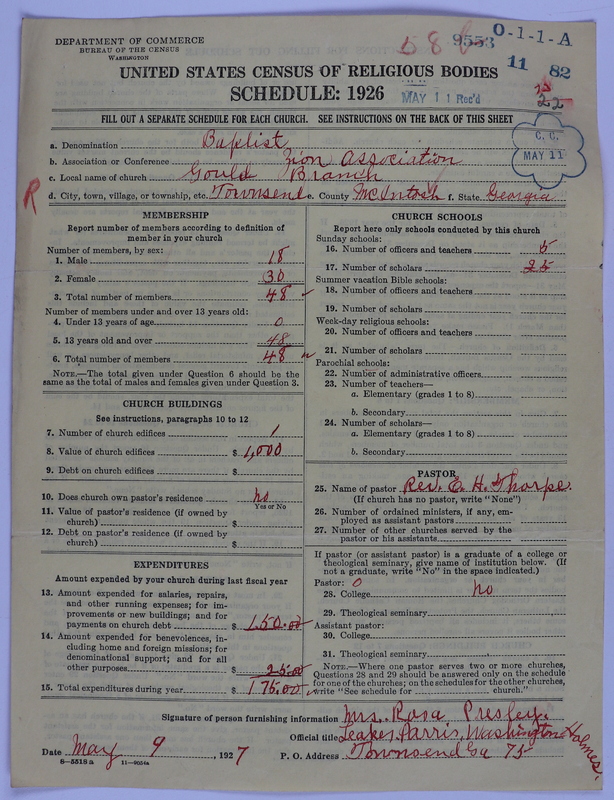 DEPARTMENT OF COMMERCE
BUREAU OF THE CENSUS
WASHINGTON
586
9553
O-1-1-A
11 82
UNITED STATES CENSUS OF RELIGIOUS BODIES
SCHEDULE: 1926
MAY 11 Rec'd
22
FILL OUT A SEPARATE SCHEDULE FOR EACH CHURCH. SEE INSTRUCTIONS ON THE BACK OF THIS SHEET
C. C.
MAY 11
a. Denomination Baptist
b. Association or Conference Zion Association
c. Local name of church Gould Branch
R
d. City, town, village, or township, etc. Townsend e. County McIntosh f. State Georgia
MEMBERSHIP
Report number of members according to definition of
member in your church
Number of members, by sex:
1. Male 18
2. Female 30
3. Total number of members 48
Number of members under and over 13 years old:
4. Under 13 years of age 0
5. 13 years old and over 48
6. Total number of members 48
NOTE.—The total given under Question 6 should be the
same as the total of males and females given under Question 3.
CHURCH BUILDINGS
See instructions, paragraphs 10 to 12
7. Number of church edifices 1
8. Value of church edifices $ 1,000
9. Debt on church edifices $
10. Does church own pastor's residence no
Yes or No
11. Value of pastor's residence (if owned by
church) $
12. Debt on pastor's residence (if owned by
church) $
EXPENDITURES
Amount expended by your church during last fiscal year
13. Amount expended for salaries, repairs,
and other running expenses; for im-
provements or new buildings; and for
payments on church debt $ 150.00
14. Amount expended for benevolences, in-
cluding home and foreign missions; for
denominational support; and for all
other purposes $ 25.00
15. Total expenditures during year $ 175.00
CHURCH SCHOOLS
Report here only schools conducted by this church
Sunday schools:
16. Number of officers and teachers 5
17. Number of scholars 25
Summer vacation Bible schools:
18. Number of officers and teachers
19. Number of scholars
Week-day religious schools:
20. Number of officers and teachers
21. Number of scholars
Parochial schools:
22. Number of administrative officers
23. Number of teachers—
a. Elementary (grades 1 to 8)
b. Secondary
24. Number of scholars—
a. Elementary (grades 1 to 8)
b. Secondary
PASTOR
25. Name of pastor Rev. E. H. Thorpe.
(If church has no pastor, write "None")
26. Number of ordained ministers, if any, em-
ployed as assistant pastors
27. Number of other churches served by the
pastor or his assistants
If pastor (or assistant pastor) is a graduate of a college or
theological seminary, give name of institution below. (If
not a graduate, write "No" in the space indicated.)
Pastor: 0
28. College no
29. Theological seminary
Assistant pastor:
30. College
31. Theological seminary
NOTE.—Where one pastor serves two or more churches,
Questions 28 and 29 should be answered only on the schedule
for one of the churches; on the schedules for the other churches,
write "See schedule for church."
Signature of person furnishing information Mrs. Rosa Presley.
Official title Leakes, Parris, Washington Holmes,
Date May 9, 1927 P. O. Address Townsend Ga 75
8—5518 a 11—9054a